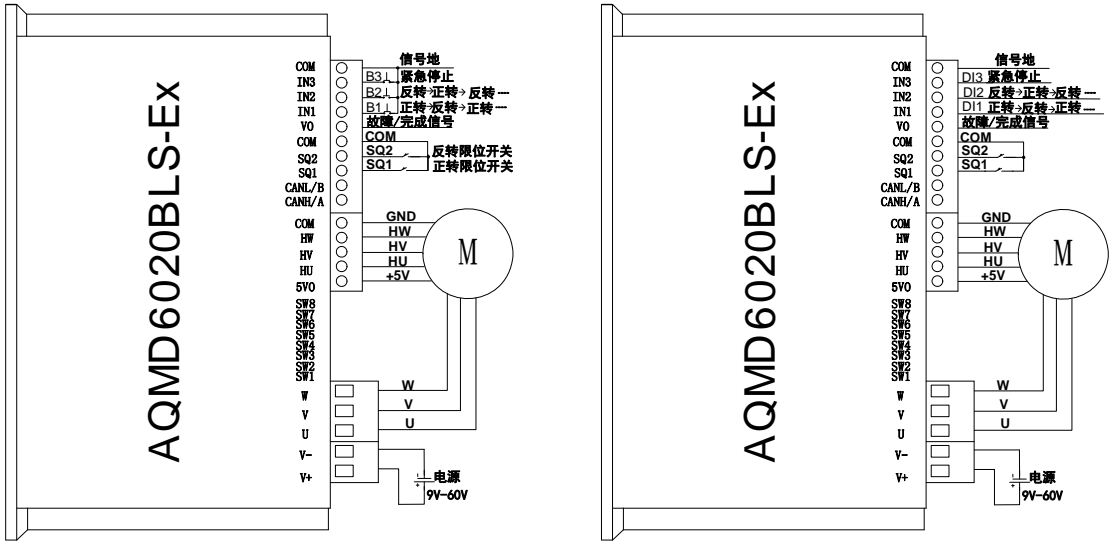 AQMD6020BLS-Ex
COM 信号地
IN3 B3 紧急停止
IN2 B2 反转→正转→反转---
IN1 B1 正转→反转→正转---
VO 故障/完成信号
COM COM
SQ2 SQ2 反转限位开关
SQ1 SQ1 正转限位开关
CANL/B
CANH/A
COM GND
HW HW
HV HV
HU HU
5VO +5V
M
SW8
SW7
SW6
SW5
SW4
SW3
SW2
SW1
W W
V V
U U
V-
V+
电源
9V-60V
AQMD6020BLS-Ex
COM 信号地
IN3 DI3 紧急停止
IN2 DI2 反转→正转→反转---
IN1 DI1 正转→反转→正转---
VO 故障/完成信号
COM COM
SQ2 SQ2
SQ1 SQ1
CANL/B
CANH/A
COM GND
HW HW
HV HV
HU HU
5VO +5V
M
SW8
SW7
SW6
SW5
SW4
SW3
SW2
SW1
W W
V V
U U
V-
V+
电源
9V-60V